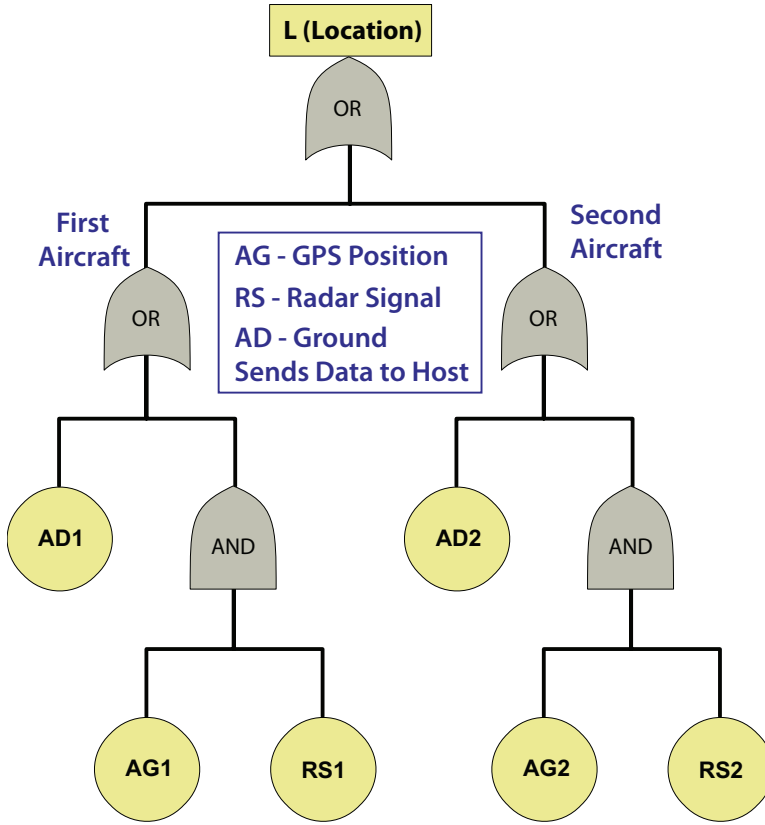 L (Location)
OR
First
Aircraft
Second
Aircraft
AG - GPS Position
RS - Radar Signal
AD - Ground
Sends Data to Host
OR
OR
AD1
AND
AD2
AND
AG1
RS1
AG2
RS2